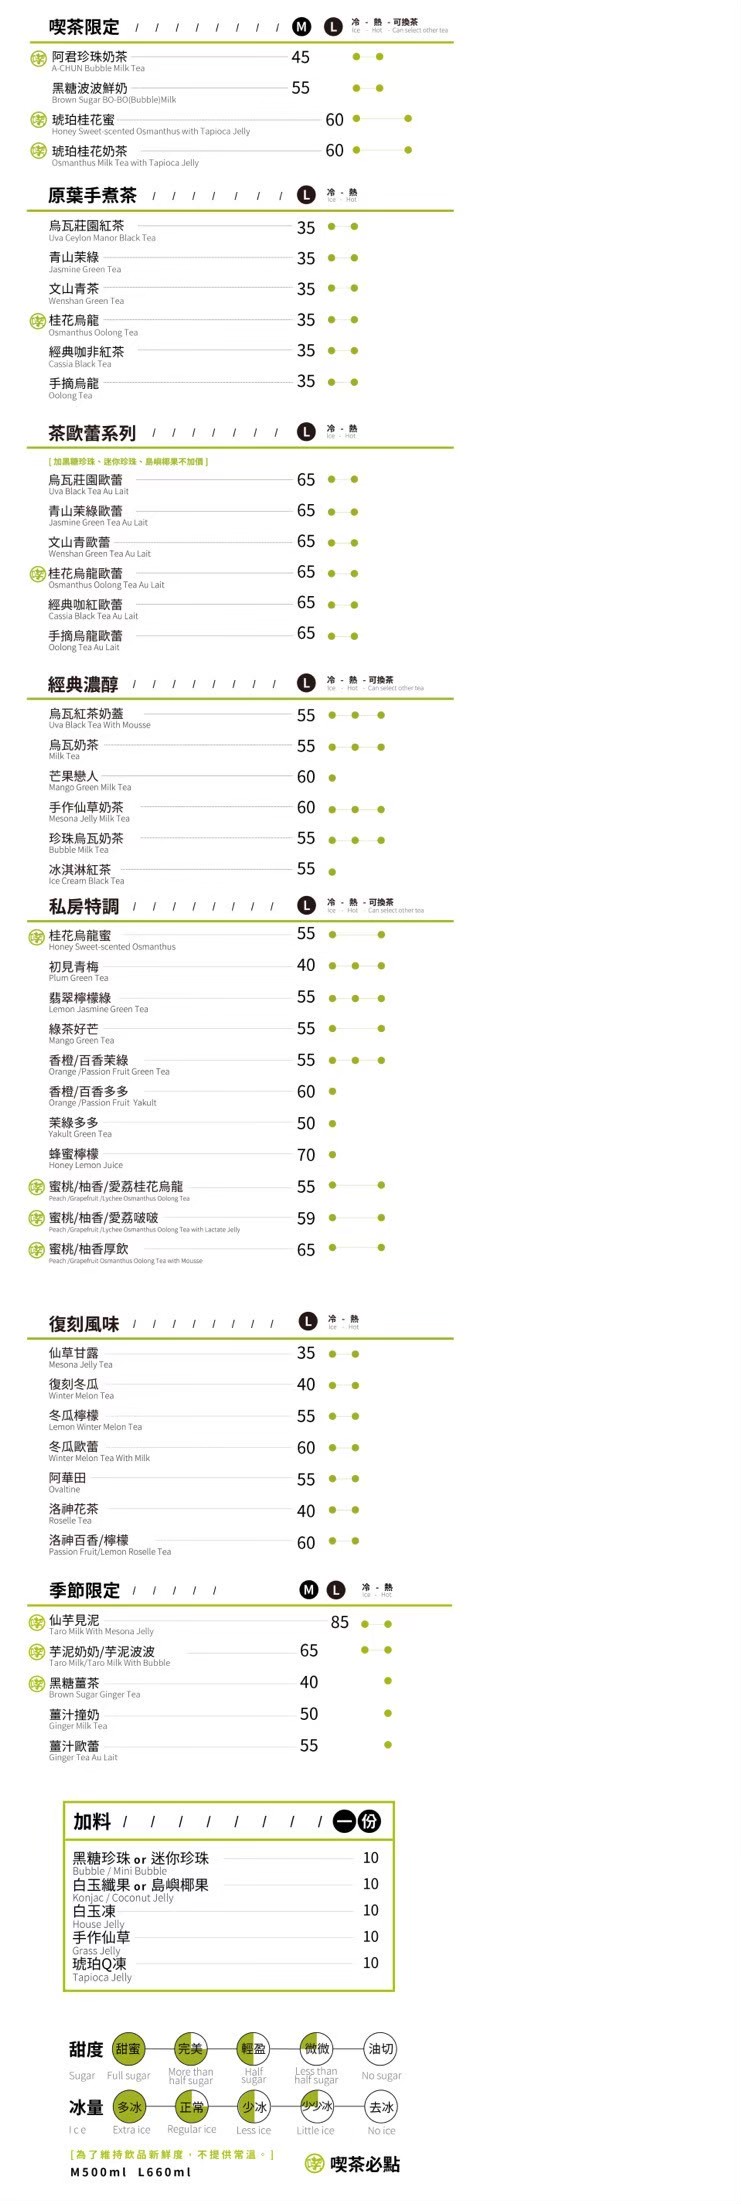 喫茶限定 / / / / / / / / M L 冷 - 熱 - 可換茶
Ice - Hot - Can select other tea
阿君珍珠奶茶 45
A-CHUN Bubble Milk Tea
黑糖波波鮮奶 55
Brown Sugar BO-BO(Bubble)Milk
琥珀桂花蜜 60
Honey Sweet-scented Osmanthus with Tapioca Jelly
琥珀桂花奶茶 60
Osmanthus Milk Tea with Tapioca Jelly
原葉手煮茶 / / / / / / / L 冷 - 熱
Ice - Hot
烏瓦莊園紅茶 35
Uva Ceylon Manor Black Tea
青山茉綠 35
Jasmine Green Tea
文山青茶 35
Wenshan Green Tea
桂花烏龍 35
Osmanthus Oolong Tea
經典咖非紅茶 35
Cassia Black Tea
手摘烏龍 35
Oolong Tea
茶歐蕾系列 / / / / / / / L 冷 - 熱
Ice - Hot
[ 加黑糖珍珠、迷你珍珠、島嶼椰果不加價 ]
烏瓦莊園歐蕾 65
Uva Black Tea Au Lait
青山茉綠歐蕾 65
Jasmine Green Tea Au Lait
文山青歐蕾 65
Wenshan Green Tea Au Lait
桂花烏龍歐蕾 65
Osmanthus Oolong Tea Au Lait
經典咖紅歐蕾 65
Cassia Black Tea Au Lait
手摘烏龍歐蕾 65
Oolong Tea Au Lait
經典濃醇 / / / / / / / / L 冷 - 熱 - 可換茶
Ice - Hot - Can select other tea
烏瓦紅茶奶蓋 55
Uva Black Tea With Mousse
烏瓦奶茶 55
Milk Tea
芒果戀人 60
Mango Green Milk Tea
手作仙草奶茶 60
Mesona Jelly Milk Tea
珍珠烏瓦奶茶 55
Bubble Milk Tea
冰淇淋紅茶 55
Ice Cream Black Tea
私房特調 / / / / / / / / L 冷 - 熱 - 可換茶
Ice - Hot - Can select other tea
桂花烏龍蜜 55
Honey Sweet-scented Osmanthus
初見青梅 40
Plum Green Tea
翡翠檸檬綠 55
Lemon Jasmine Green Tea
綠茶好芒 55
Mango Green Tea
香橙/百香茉綠 55
Orange /Passion Fruit Green Tea
香橙/百香多多 60
Orange /Passion Fruit Yakult
茉綠多多 50
Yakult Green Tea
蜂蜜檸檬 70
Honey Lemon Juice
蜜桃/柚香/愛荔桂花烏龍 55
Peach /Grapefruit /Lychee Osmanthus Oolong Tea
蜜桃/柚香/愛荔啵啵 59
Peach /Grapefruit /Lychee Osmanthus Oolong Tea with Lactate Jelly
蜜桃/柚香厚飲 65
Peach /Grapefruit Osmanthus Oolong Tea with Mousse
復刻風味 / / / / / / / / L 冷 - 熱
Ice - Hot
仙草甘露 35
Mesona Jelly Tea
復刻冬瓜 40
Winter Melon Tea
冬瓜檸檬 55
Lemon Winter Melon Tea
冬瓜歐蕾 60
Winter Melon Tea With Milk
阿華田 55
Ovaltine
洛神花茶 40
Roselle Tea
洛神百香/檸檬 60
Passion Fruit/Lemon Roselle Tea
季節限定 / / / / / M L 冷 - 熱
Ice - Hot
仙芋見泥 85
Taro Milk With Mesona Jelly
芋泥奶奶/芋泥波波 65
Taro Milk/Taro Milk With Bubble
黑糖薑茶 40
Brown Sugar Ginger Tea
薑汁撞奶 50
Ginger Milk Tea
薑汁歐蕾 55
Ginger Tea Au Lait
加料 / / / / / / / / 一份
黑糖珍珠 or 迷你珍珠 10
Bubble / Mini Bubble
白玉纖果 or 島嶼椰果 10
Konjac / Coconut Jelly
白玉凍 10
House Jelly
手作仙草 10
Grass Jelly
琥珀Q凍 10
Tapioca Jelly
甜度 甜蜜 完美 輕盈 微微 油切
Sugar Full sugar More than half sugar Half sugar Less than half sugar No sugar
冰量 多冰 正常 少冰 少少冰 去冰
Ice Extra ice Regular ice Less ice Little ice No ice
[ 為了維持飲品新鮮度，不提供常溫。]
M500ml L660ml
喫茶必點